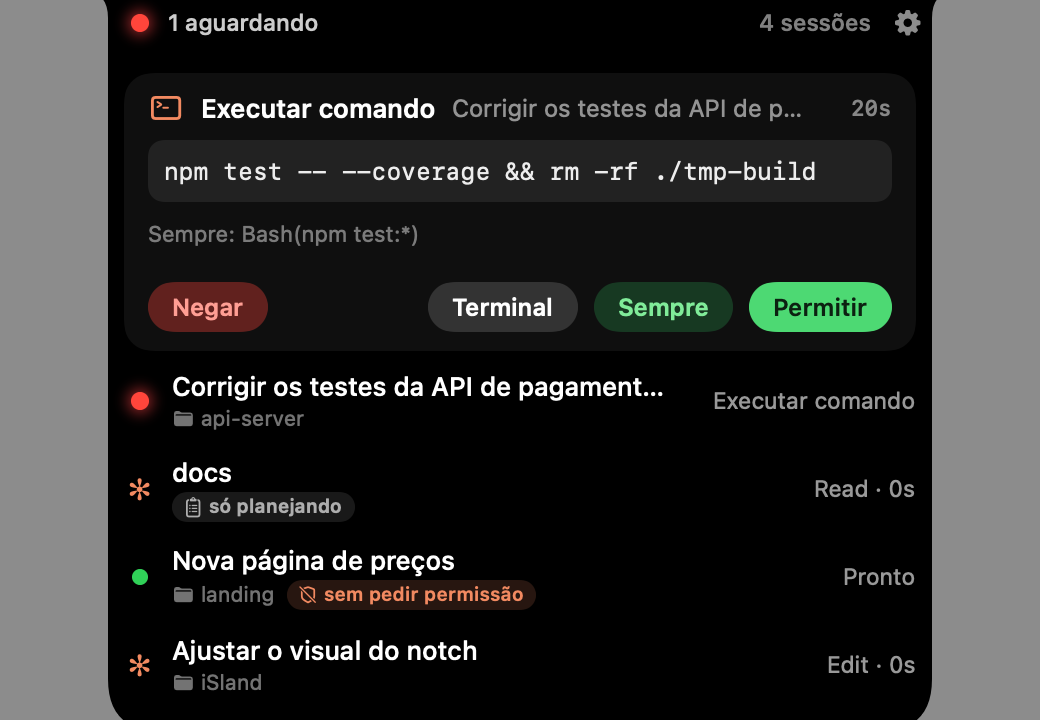 1 aguardando 4 sessões
Executar comando Corrigir os testes da API de p... 20s
npm test -- --coverage && rm -rf ./tmp-build
Sempre: Bash(npm test:*)
Negar Terminal Sempre Permitir
Corrigir os testes da API de pagament... Executar comando
api-server
docs
só planejando
Read · 0s
Nova página de preços
landing sem pedir permissão
Pronto
Ajustar o visual do notch
iSland
Edit · 0s